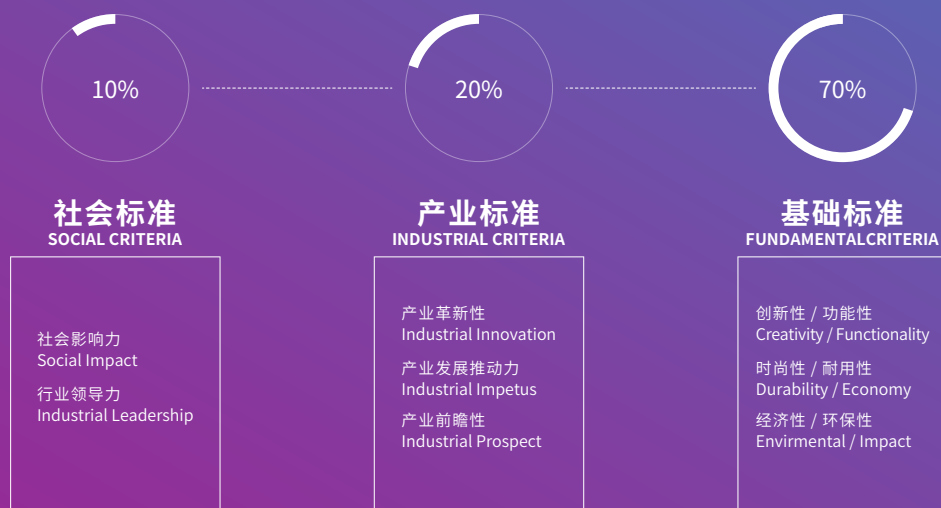 10%
20%
70%
社会标准
SOCIAL CRITERIA
社会影响力
Social Impact
行业领导力
Industrial Leadership
产业标准
INDUSTRIAL CRITERIA
产业革新性
Industrial Innovation
产业发展推动力
Industrial Impetus
产业前瞻性
Industrial Prospect
基础标准
FUNDAMENTALCRITERIA
创新性 / 功能性
Creativity / Functionality
时尚性 / 耐用性
Durability / Economy
经济性 / 环保性
Envirmental / Impact